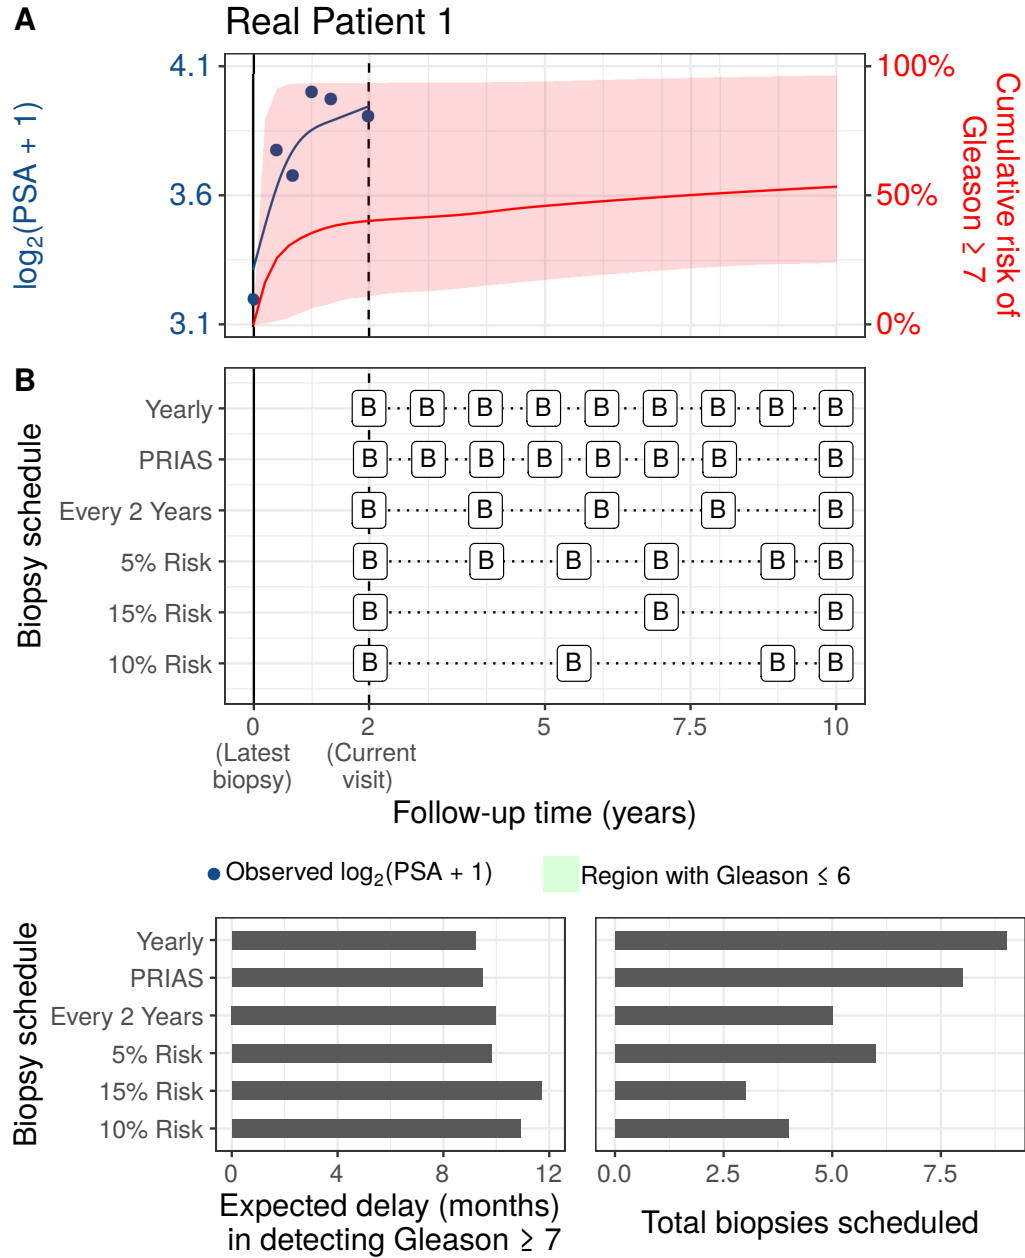 A
Real Patient 1
4.1
3.6
3.1
log₂(PSA + 1)
100%
50%
0%
Cumulative risk of
Gleason ≥ 7
B
Biopsy schedule
Yearly B B B B B B B B B
PRIAS B B B B B B B B
Every 2 Years B B B B B
5% Risk B B B B B B
15% Risk B B B
10% Risk B B B B
0 2 5 7.5 10
(Latest (Current
biopsy) visit)
Follow-up time (years)
Observed log₂(PSA + 1) Region with Gleason ≤ 6
Biopsy schedule
Yearly
PRIAS
Every 2 Years
5% Risk
15% Risk
10% Risk
0 4 8 12
Expected delay (months)
in detecting Gleason ≥ 7
0.0 2.5 5.0 7.5
Total biopsies scheduled